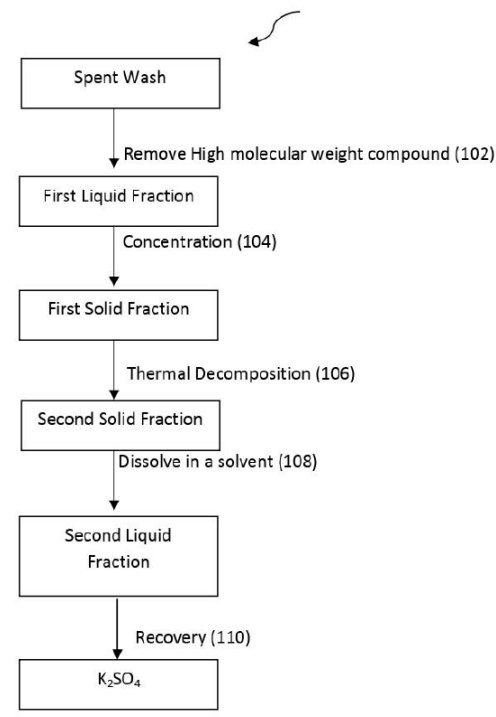 Spent Wash
Remove High molecular weight compound (102)
First Liquid Fraction
Concentration (104)
First Solid Fraction
Thermal Decomposition (106)
Second Solid Fraction
Dissolve in a solvent (108)
Second Liquid
Fraction
Recovery (110)
K₂SO₄